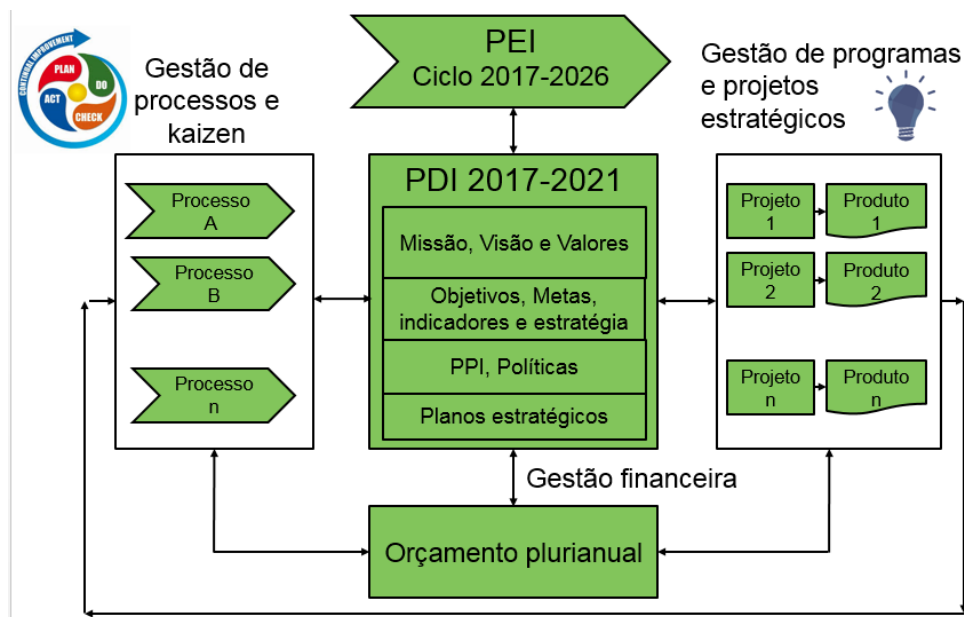 CONTINUAL IMPROVEMENT
PLAN
DO
CHECK
ACT
Gestão de
processos e
kaizen
PEI
Ciclo 2017-2026
Gestão de programas
e projetos
estratégicos
Processo
A
Processo
B
Processo
n
PDI 2017-2021
Missão, Visão e Valores
Objetivos, Metas,
indicadores e estratégia
PPI, Políticas
Planos estratégicos
Projeto
1
Produto
1
Projeto
2
Produto
2
Projeto
n
Produto
n
Gestão financeira
Orçamento plurianual